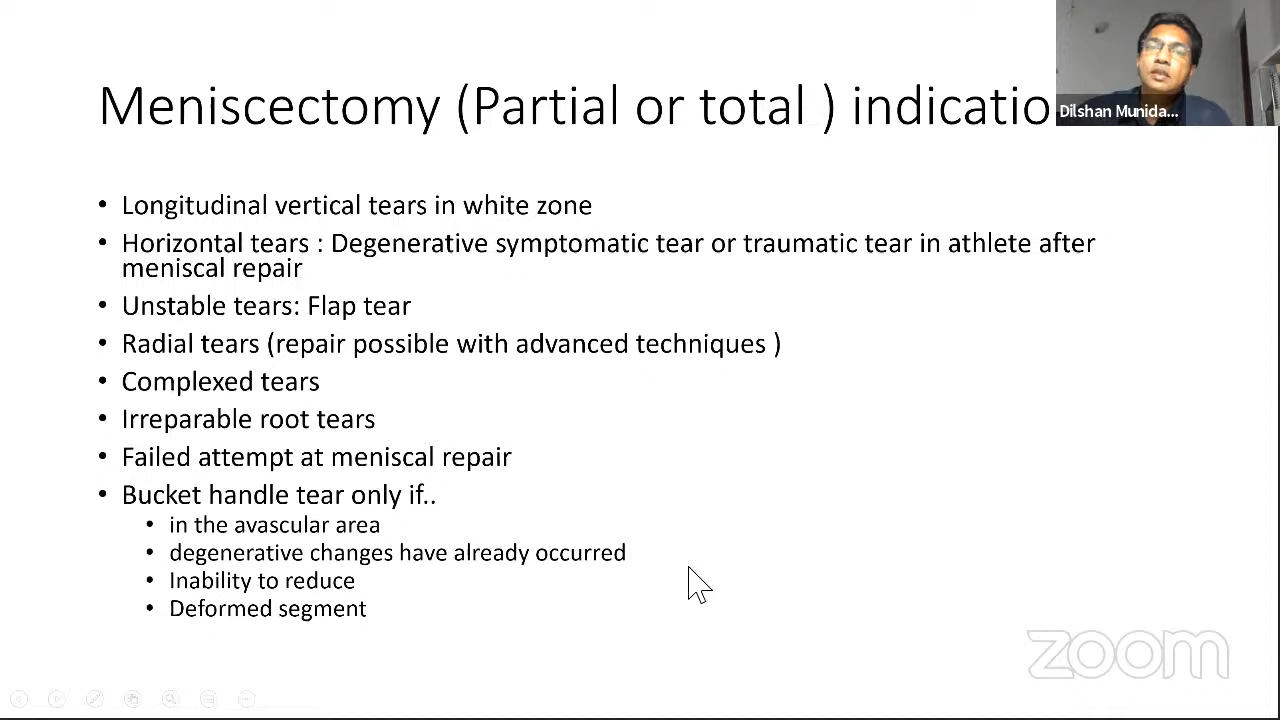 Meniscectomy (Partial or total ) indicatio
Dilshan Munida...
• Longitudinal vertical tears in white zone
• Horizontal tears : Degenerative symptomatic tear or traumatic tear in athlete after
meniscal repair
• Unstable tears: Flap tear
• Radial tears (repair possible with advanced techniques )
• Complexed tears
• Irreparable root tears
• Failed attempt at meniscal repair
• Bucket handle tear only if..
• in the avascular area
• degenerative changes have already occurred
• Inability to reduce
• Deformed segment
zoom